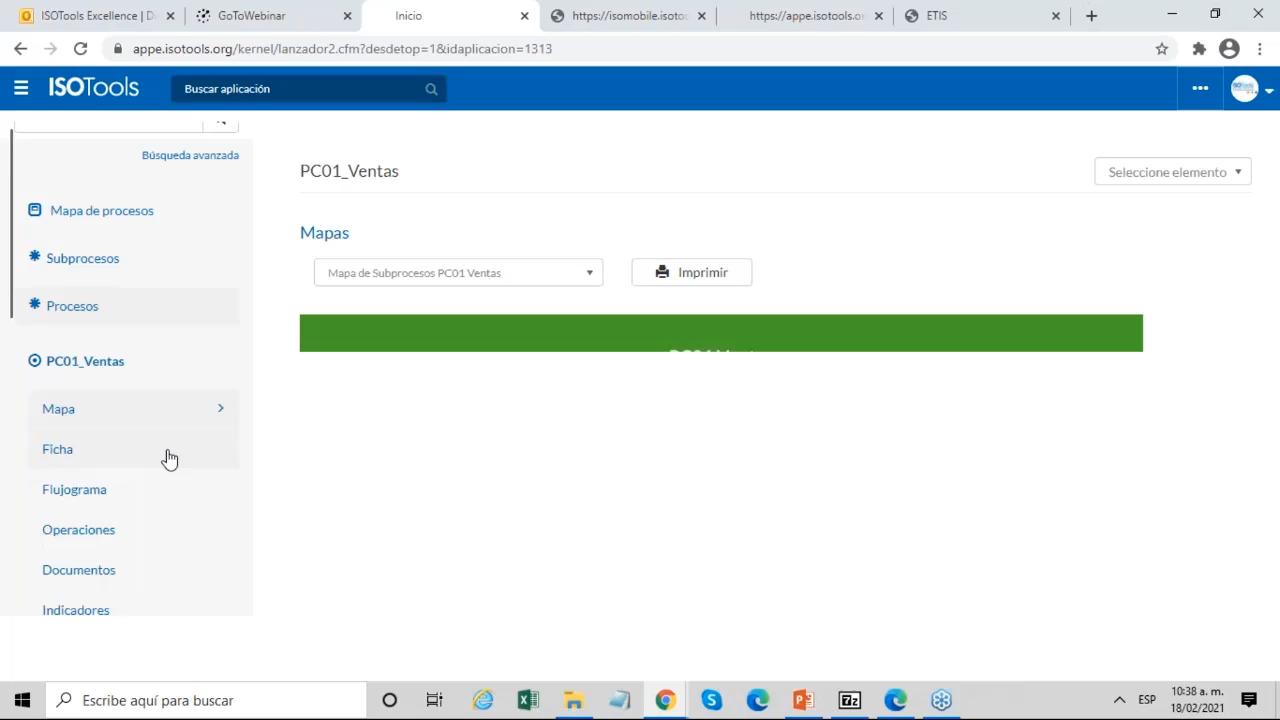 ISOTools Excellence | D
GoToWebinar
Inicio
https://isomobile.isotoo
https://appe.isotools.or
ETIS
appe.isotools.org/kernel/lanzador2.cfm?desdetop=1&idaplicacion=1313
ISOTools
Buscar aplicación
Búsqueda avanzada
PC01_Ventas
Seleccione elemento
Mapa de procesos
Mapas
Subprocesos
Mapa de Subprocesos PC01 Ventas
Imprimir
Procesos
PC01_Ventas
Mapa
Ficha
Flujograma
Operaciones
Documentos
Indicadores
Escribe aquí para buscar
ESP
10:38 a. m.
18/02/2021